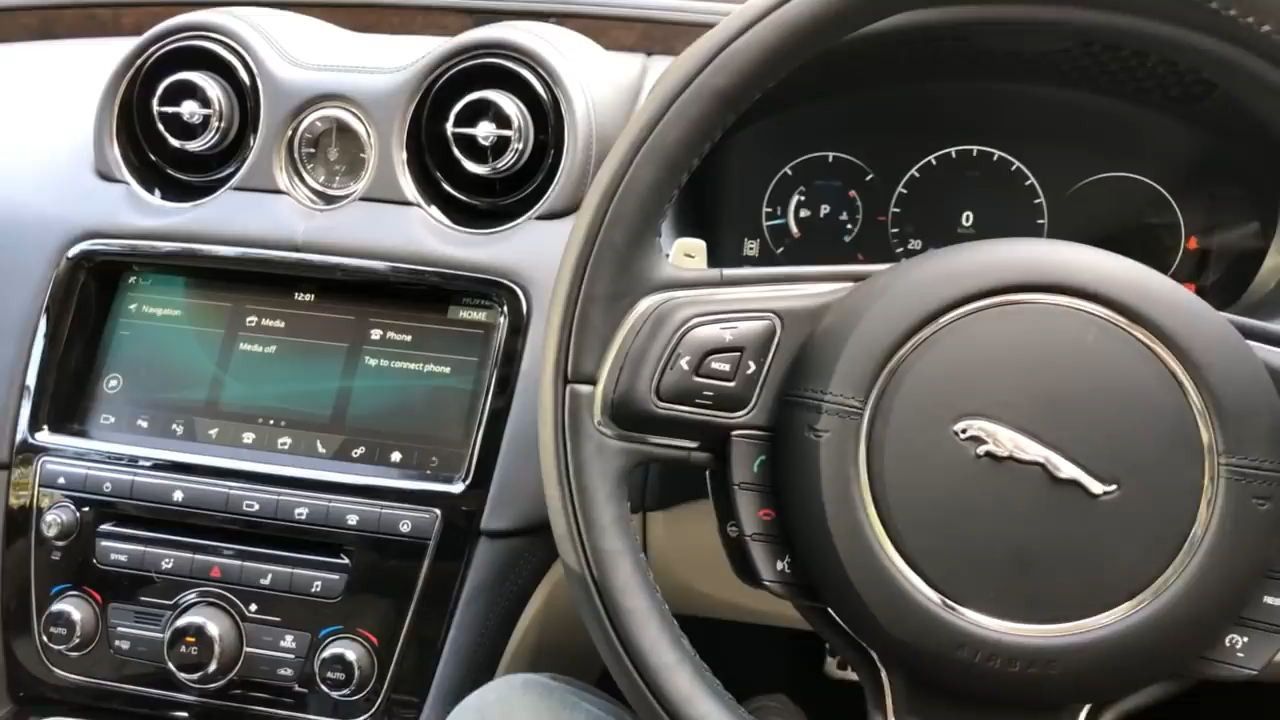 12:01
HOME
Navigation
Media
Phone
Media off
Tap to connect phone
P
0
20
MODE
SYNC
AUTO
A/C
MAX
AUTO
AIRBAG